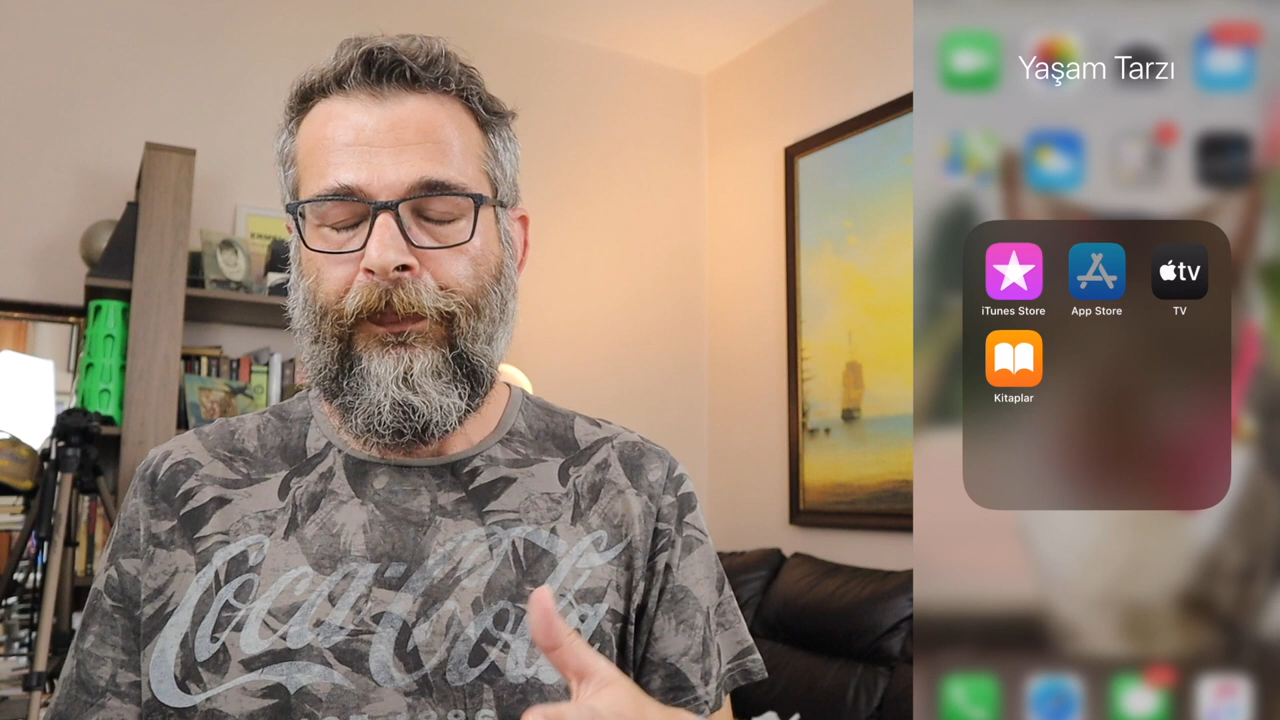 Coca-Cola
Yaşam Tarzı
iTunes Store
App Store
tv
TV
Kitaplar